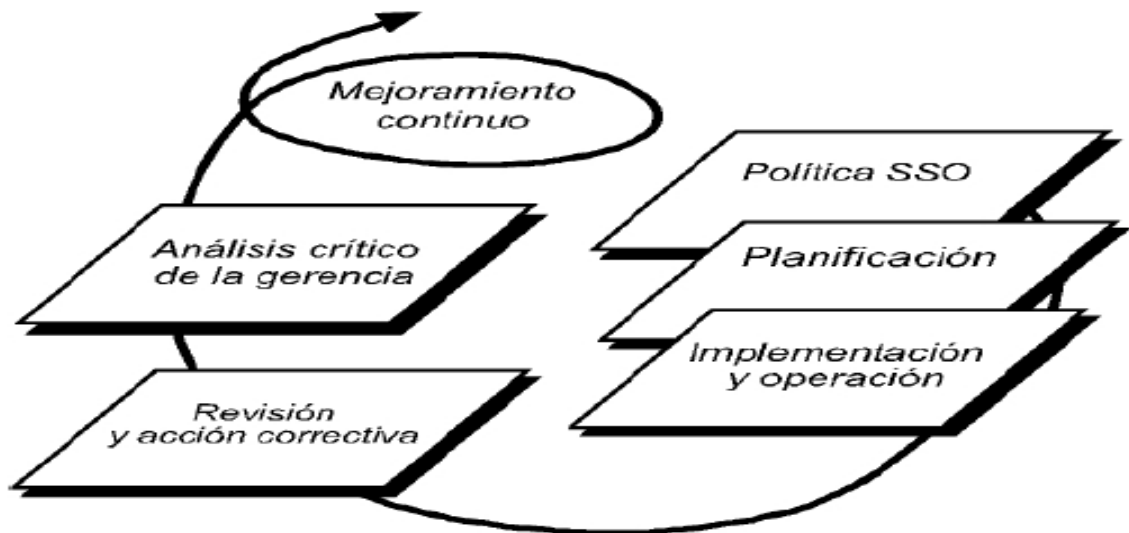 Mejoramiento
continuo
Política SSO
Planificación
Implementación
y operación
Análisis crítico
de la gerencia
Revisión
y acción correctiva